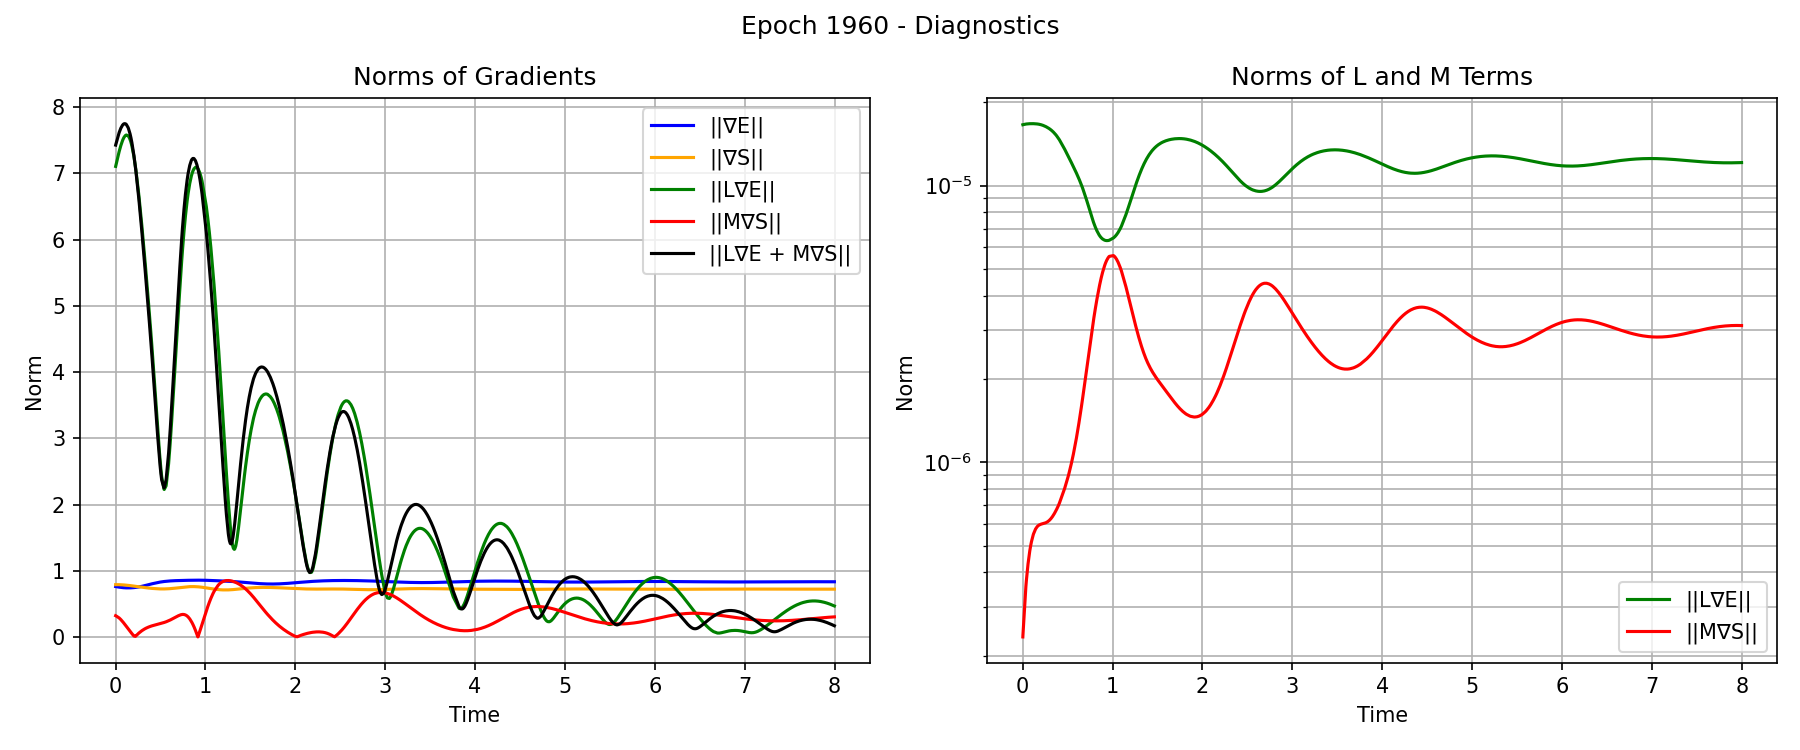 Epoch 1960 - Diagnostics
Norms of Gradients
8
7
6
5
4
3
2
1
0
Norm
0 1 2 3 4 5 6 7 8
Time
||∇E||
||∇S||
||L∇E||
||M∇S||
||L∇E + M∇S||
Norms of L and M Terms
10⁻⁵
10⁻⁶
Norm
0 1 2 3 4 5 6 7 8
Time
||L∇E||
||M∇S||